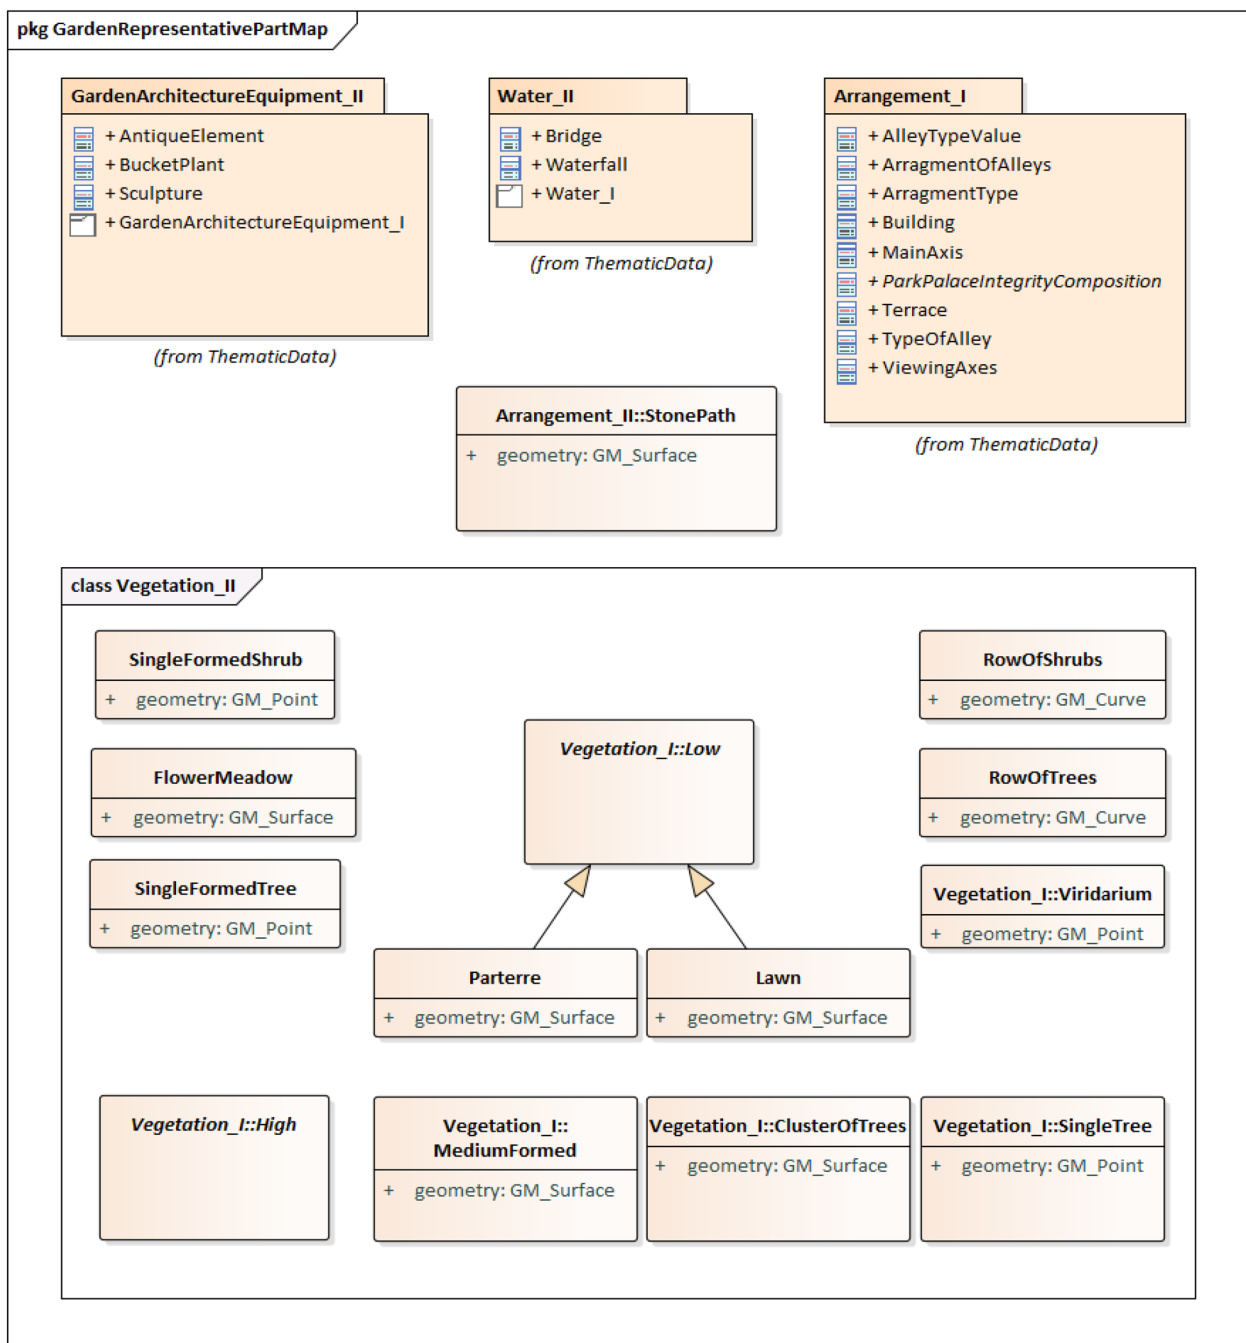 pkg GardenRepresentativePartMap
GardenArchitectureEquipment_II
+ AntiqueElement
+ BucketPlant
+ Sculpture
+ GardenArchitectureEquipment_I
(from ThematicData)
Water_II
+ Bridge
+ Waterfall
+ Water_I
(from ThematicData)
Arrangement_I
+ AlleyTypeValue
+ ArragmentOfAlleys
+ ArragmentType
+ Building
+ MainAxis
+ ParkPalaceIntegrityComposition
+ Terrace
+ TypeOfAlley
+ ViewingAxes
(from ThematicData)
Arrangement_II::StonePath
+ geometry: GM_Surface
class Vegetation_II
SingleFormedShrub
+ geometry: GM_Point
FlowerMeadow
+ geometry: GM_Surface
SingleFormedTree
+ geometry: GM_Point
Vegetation_I::Low
RowOfShrubs
+ geometry: GM_Curve
RowOfTrees
+ geometry: GM_Curve
Vegetation_I::Viridarium
+ geometry: GM_Point
Parterre
+ geometry: GM_Surface
Lawn
+ geometry: GM_Surface
Vegetation_I::High
Vegetation_I::
MediumFormed
+ geometry: GM_Surface
Vegetation_I::ClusterOfTrees
+ geometry: GM_Surface
Vegetation_I::SingleTree
+ geometry: GM_Point